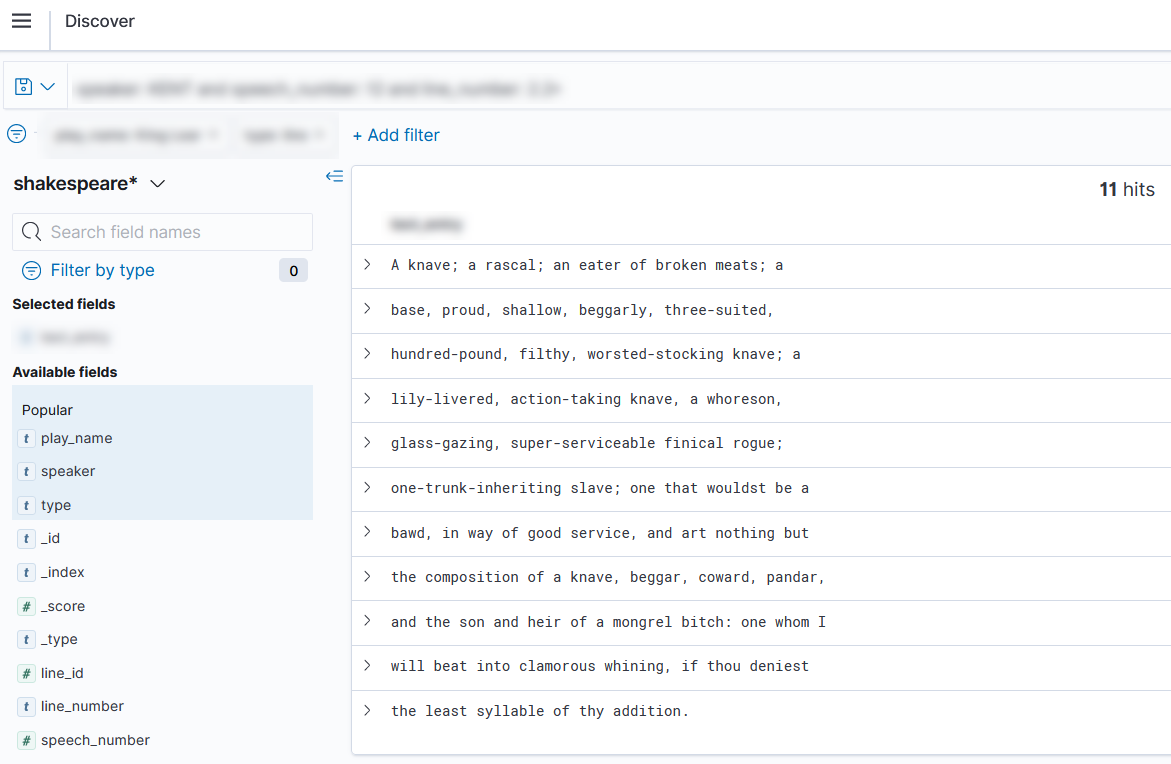 Discover
+ Add filter
shakespeare*
11 hits
Search field names
Filter by type
0
Selected fields
Available fields
Popular
t play_name
t speaker
t type
t _id
t _index
# _score
t _type
# line_id
t line_number
# speech_number
A knave; a rascal; an eater of broken meats; a
base, proud, shallow, beggarly, three-suited,
hundred-pound, filthy, worsted-stocking knave; a
lily-livered, action-taking knave, a whoreson,
glass-gazing, super-serviceable finical rogue;
one-trunk-inheriting slave; one that wouldst be a
bawd, in way of good service, and art nothing but
the composition of a knave, beggar, coward, pandar,
and the son and heir of a mongrel bitch: one whom I
will beat into clamorous whining, if thou deniest
the least syllable of thy addition.